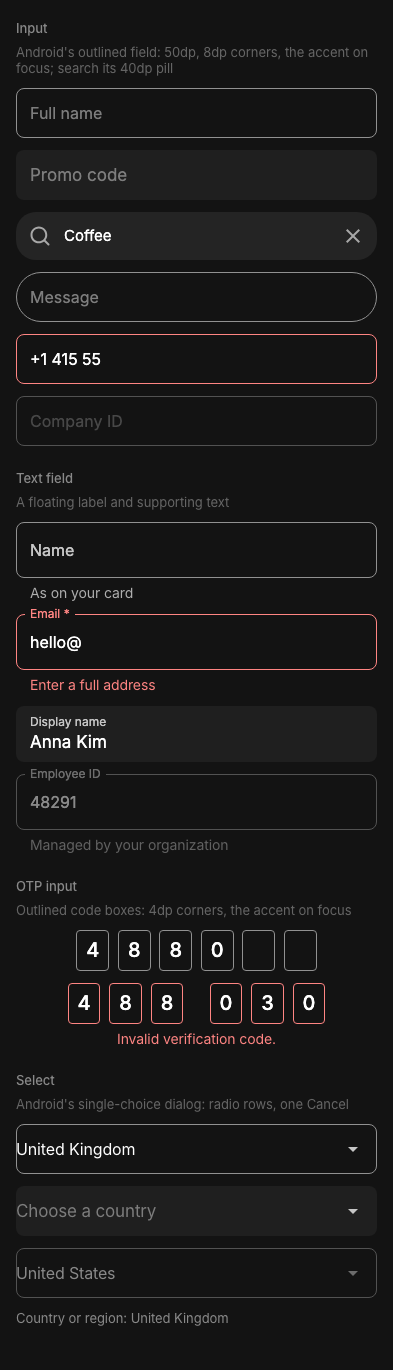 Input
Android's outlined field: 50dp, 8dp corners, the accent on
focus; search its 40dp pill
Full name
Promo code
Coffee
Message
+1 415 55
Company ID
Text field
A floating label and supporting text
Name
As on your card
Email *
hello@
Enter a full address
Display name
Anna Kim
Employee ID
48291
Managed by your organization
OTP input
Outlined code boxes: 4dp corners, the accent on focus
4 8 8 0
4 8 8 0 3 0
Invalid verification code.
Select
Android's single-choice dialog: radio rows, one Cancel
United Kingdom
Choose a country
United States
Country or region: United Kingdom